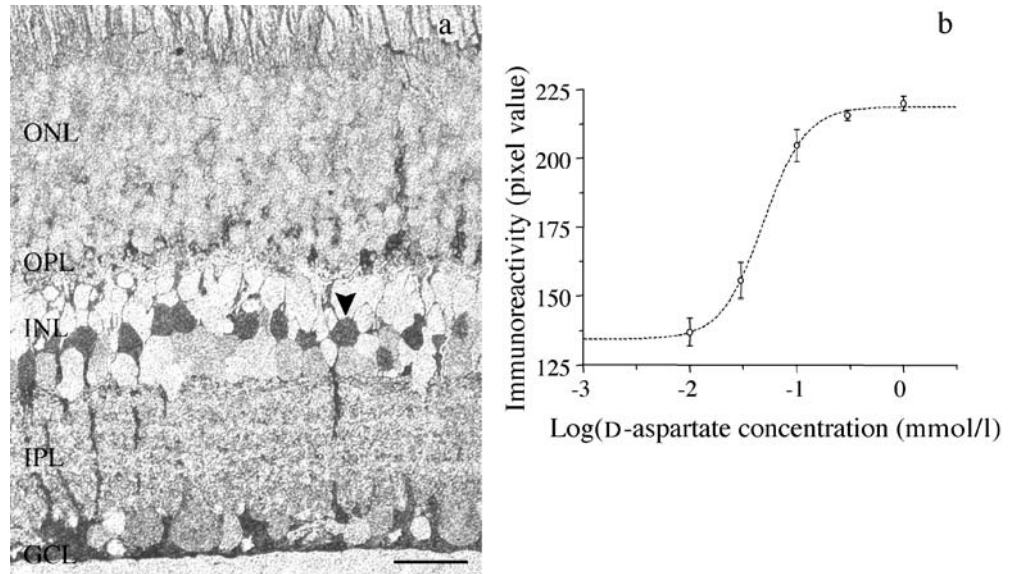 a
ONL
OPL
INL
IPL
GCL
b
Immunoreactivity (pixel value)
225
200
175
150
125
-3
-2
-1
0
Log(D-aspartate concentration (mmol/l)